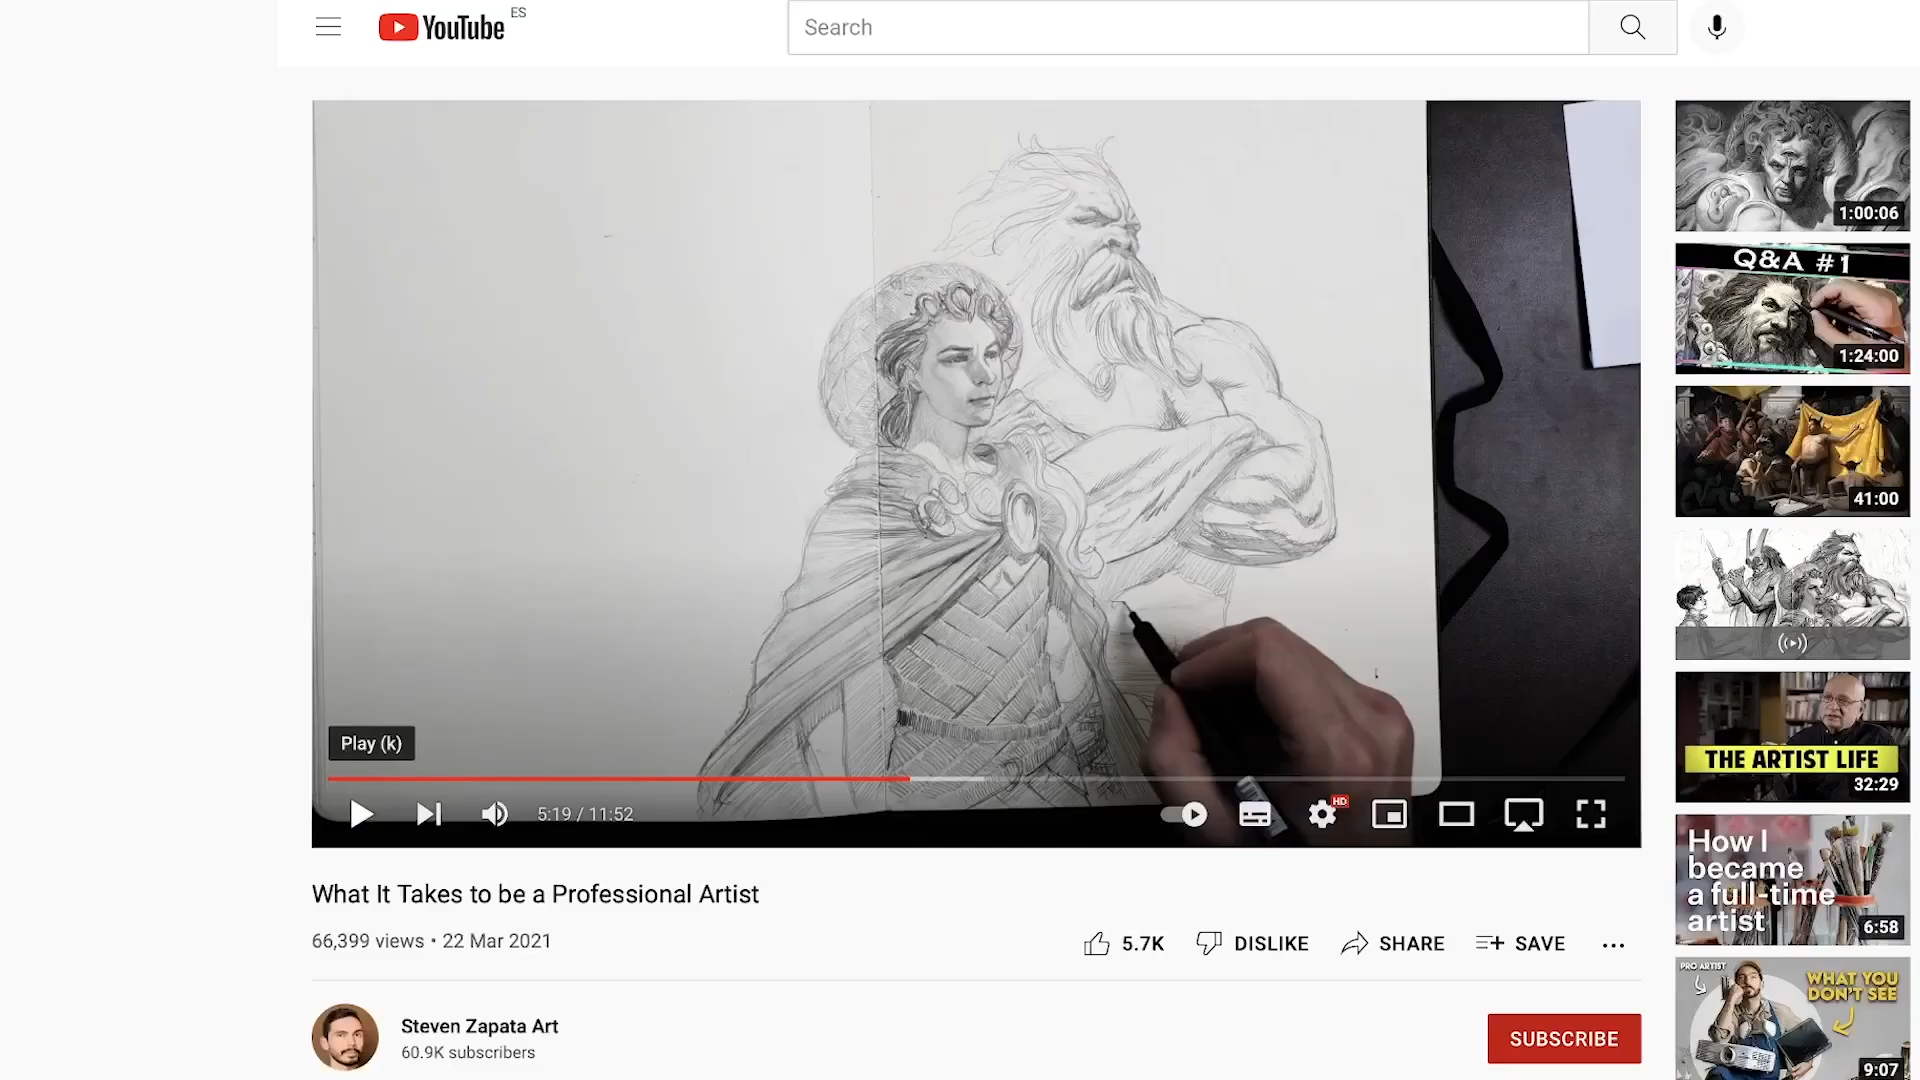 YouTube ES
Search
1:00:06
Q&A #1
1:24:00
41:00
THE ARTIST LIFE
32:29
How I
became
a full-time
artist
6:58
PRO ARTIST
WHAT YOU
DON'T SEE
9:07
Play (k)
5:19 / 11:52
HD
What It Takes to be a Professional Artist
66,399 views • 22 Mar 2021
5.7K
DISLIKE
SHARE
SAVE
Steven Zapata Art
60.9K subscribers
SUBSCRIBE